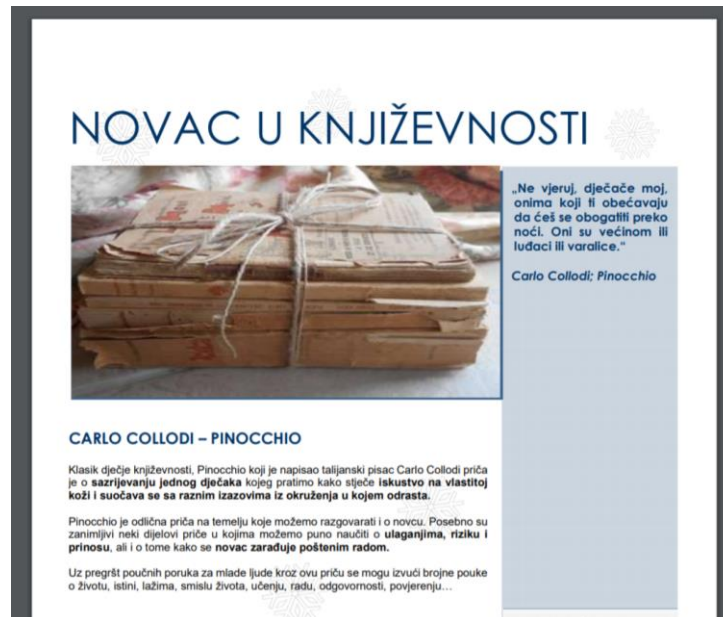 NOVAC U KNJIŽEVNOSTI
„Ne vjeruj, dječače moj,
onima koji ti obećavaju
da ćeš se obogatiti preko
noći. Oni su većinom ili
luđaci ili varalice.“
Carlo Collodi; Pinocchio
CARLO COLLODI – PINOCCHIO
Klasik dječje književnosti, Pinocchio koji je napisao talijanski pisac Carlo Collodi priča
je o sazrijevanju jednog dječaka kojeg pratimo kako stječe iskustvo na vlastitoj
koži i suočava se sa raznim izazovima iz okruženja u kojem odrasta.
Pinocchio je odlična priča na temelju koje možemo razgovarati i o novcu. Posebno su
zanimljivi neki dijelovi priče u kojima možemo puno naučiti o ulaganjima, riziku i
prinosu, ali i o tome kako se novac zarađuje poštenim radom.
Uz pregršt poučnih poruka za mlade ljude kroz ovu priču se mogu izvući brojne pouke
o životu, istini, lažima, smislu života, učenju, radu, odgovornosti, povjerenju…